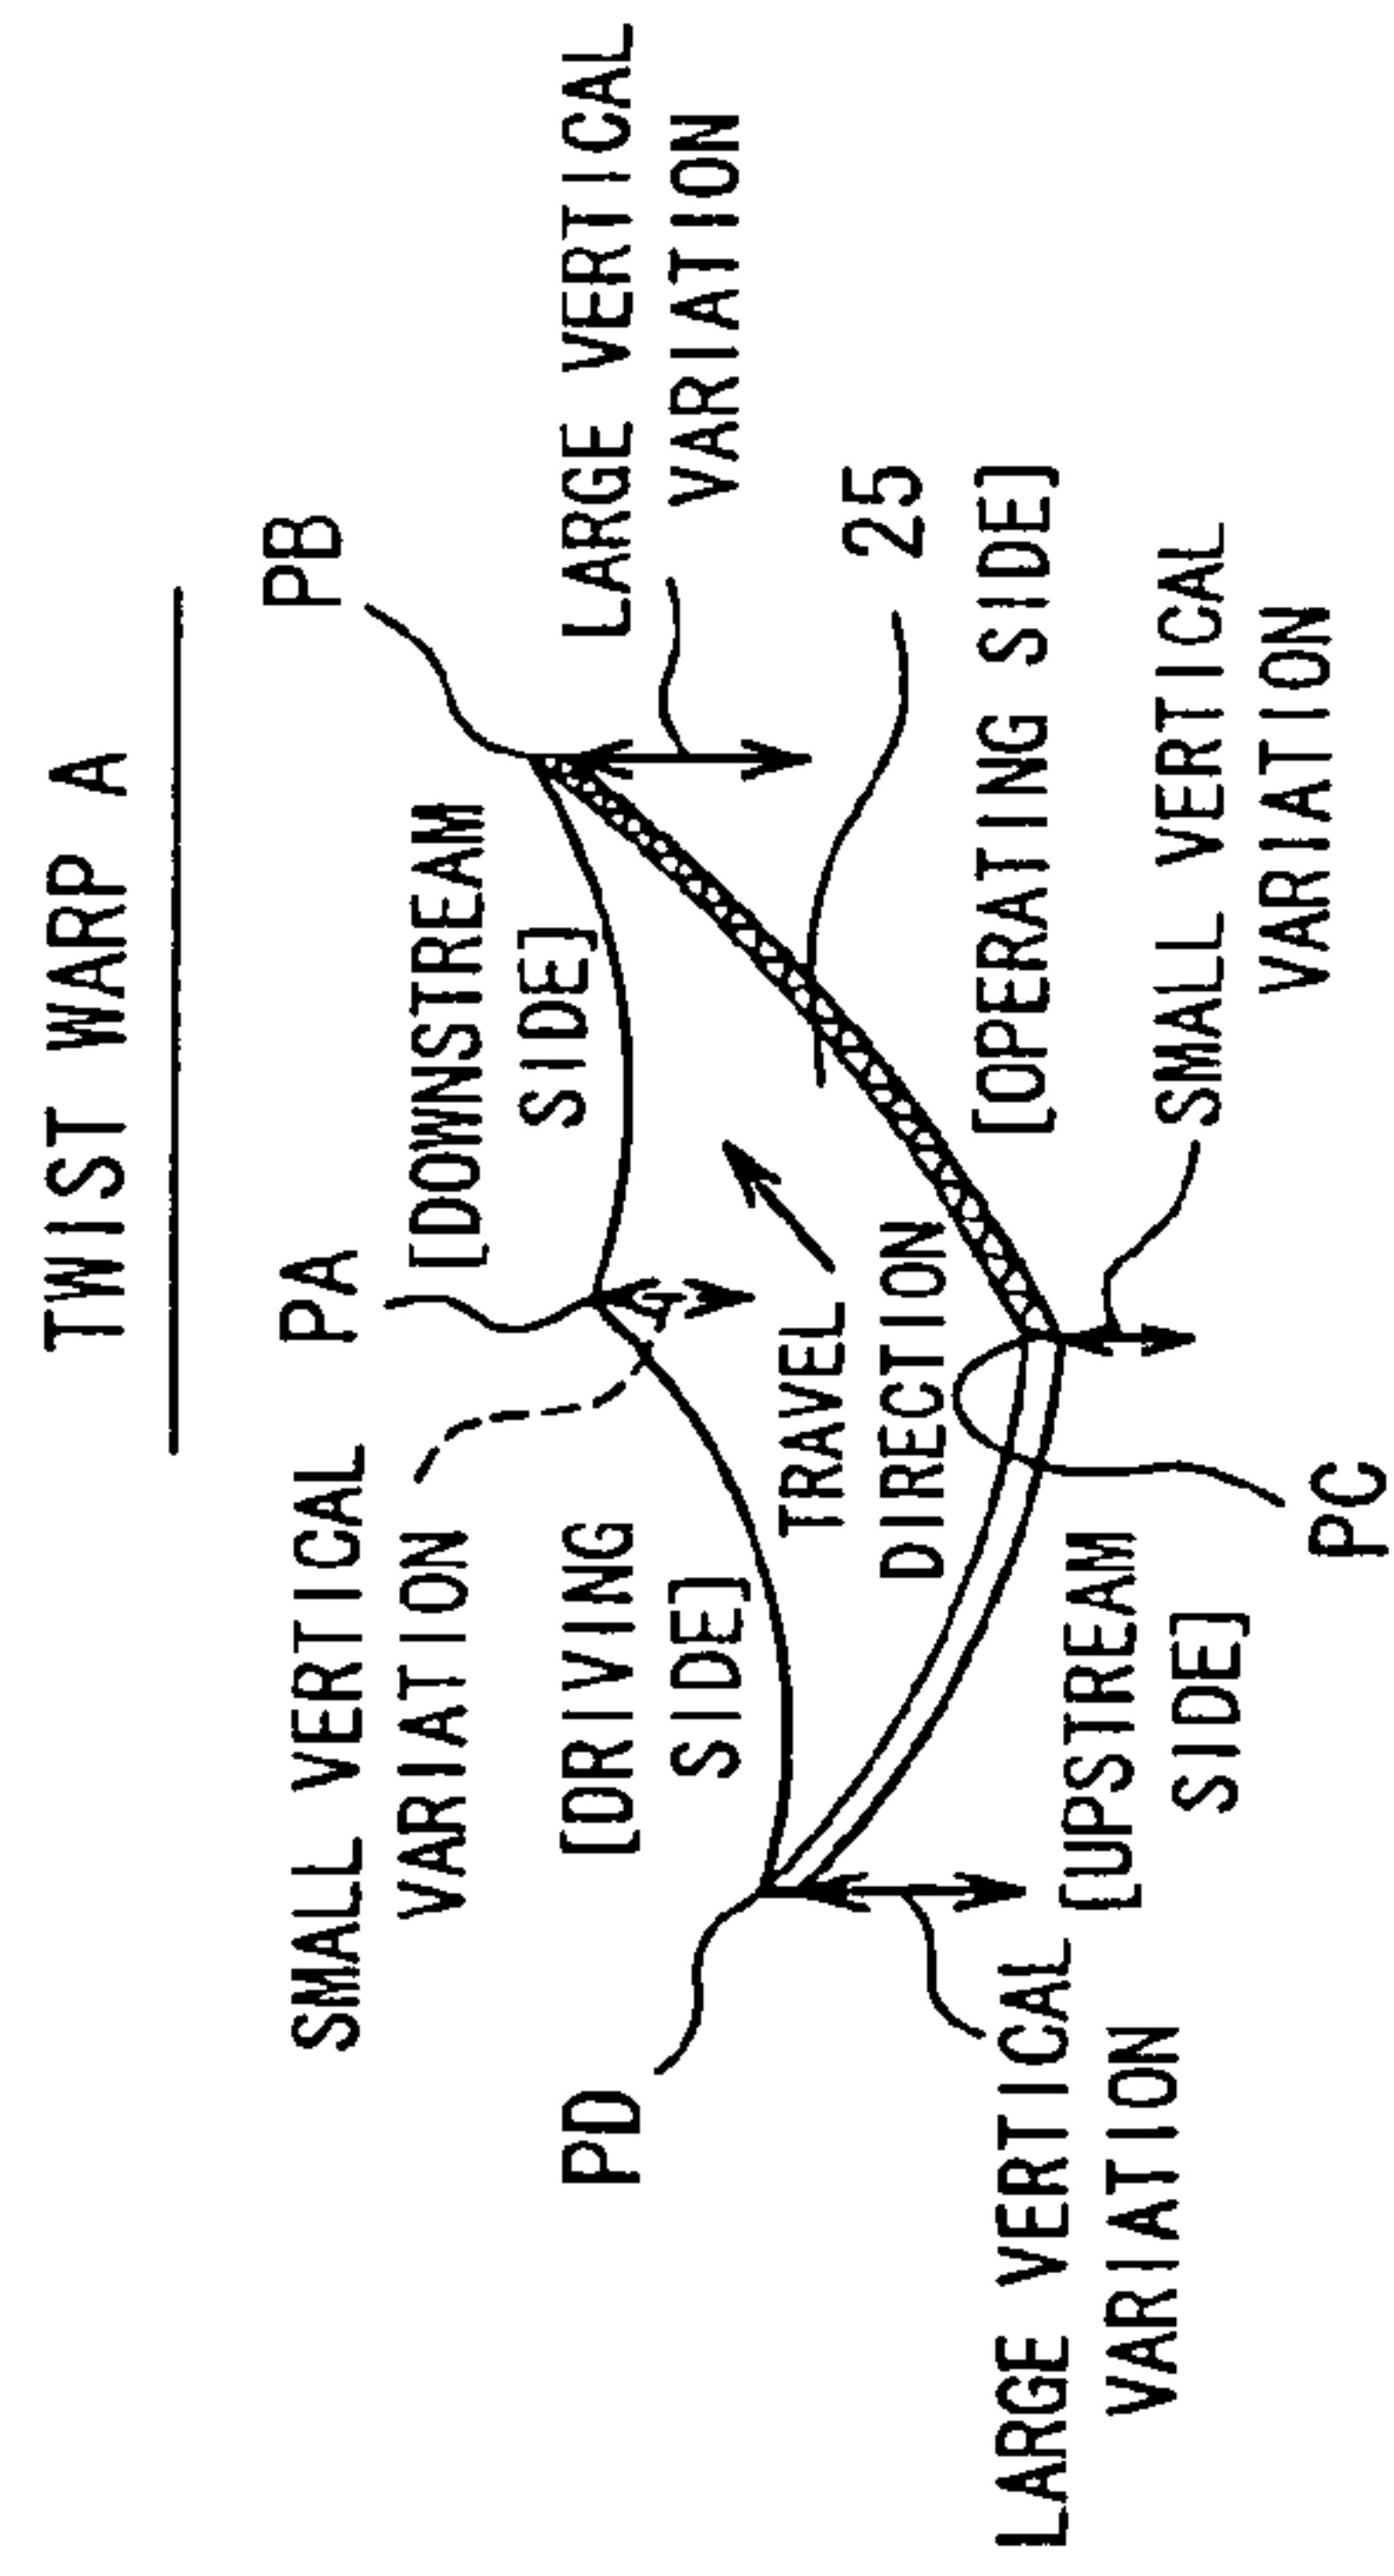 TWIST WARP A
PA
PB
SMALL VERTICAL
VARIATION
[DOWNSTREAM
SIDE]
LARGE VERTICAL
VARIATION
PD
[DRIVING
SIDE]
TRAVEL
DIRECTION
25
[OPERATING SIDE]
LARGE VERTICAL
VARIATION
[UPSTREAM
SIDE]
SMALL VERTICAL
VARIATION
PC